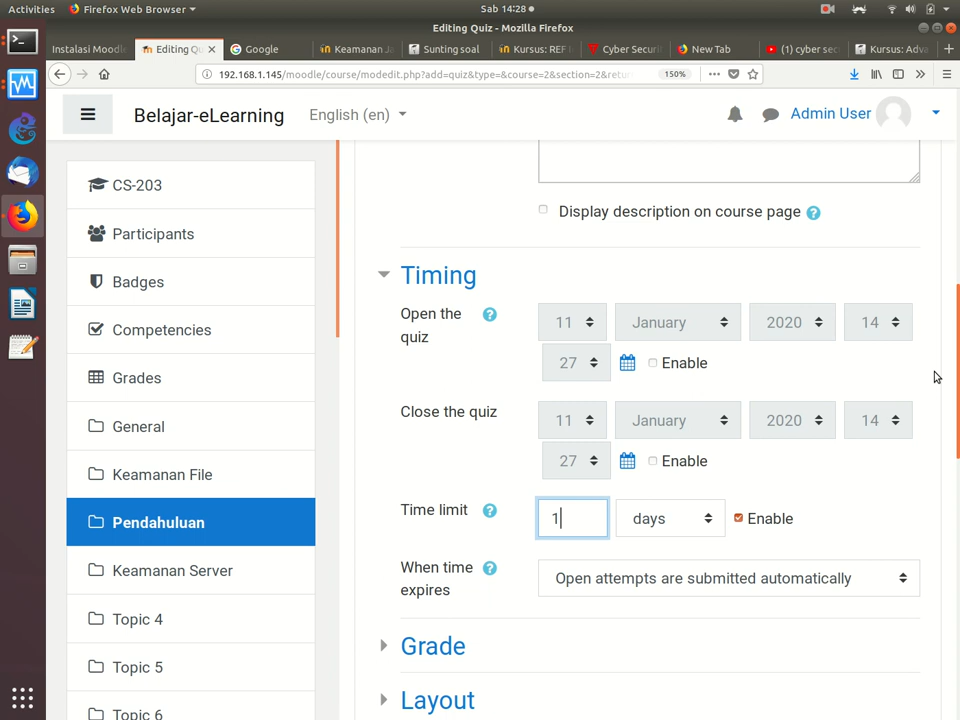 Activities Firefox Web Browser Sab 14:28
Editing Quiz - Mozilla Firefox
Instalasi Moodl Editing Quiz Google Keamanan Ja Sunting soal Kursus: REF Cyber Securi New Tab (1) cyber sec Kursus: Adva
192.168.1.145/moodle/course/modedit.php?add=quiz&type=&course=2&section=2&retur 150%
Belajar-eLearning English (en) Admin User
CS-203
Participants
Badges
Competencies
Grades
General
Keamanan File
Pendahuluan
Keamanan Server
Topic 4
Topic 5
Topic 6
Display description on course page ?
Timing
Open the quiz ? 11 January 2020 14
27 Enable
Close the quiz 11 January 2020 14
27 Enable
Time limit ? 1 days Enable
When time expires ? Open attempts are submitted automatically
Grade
Layout